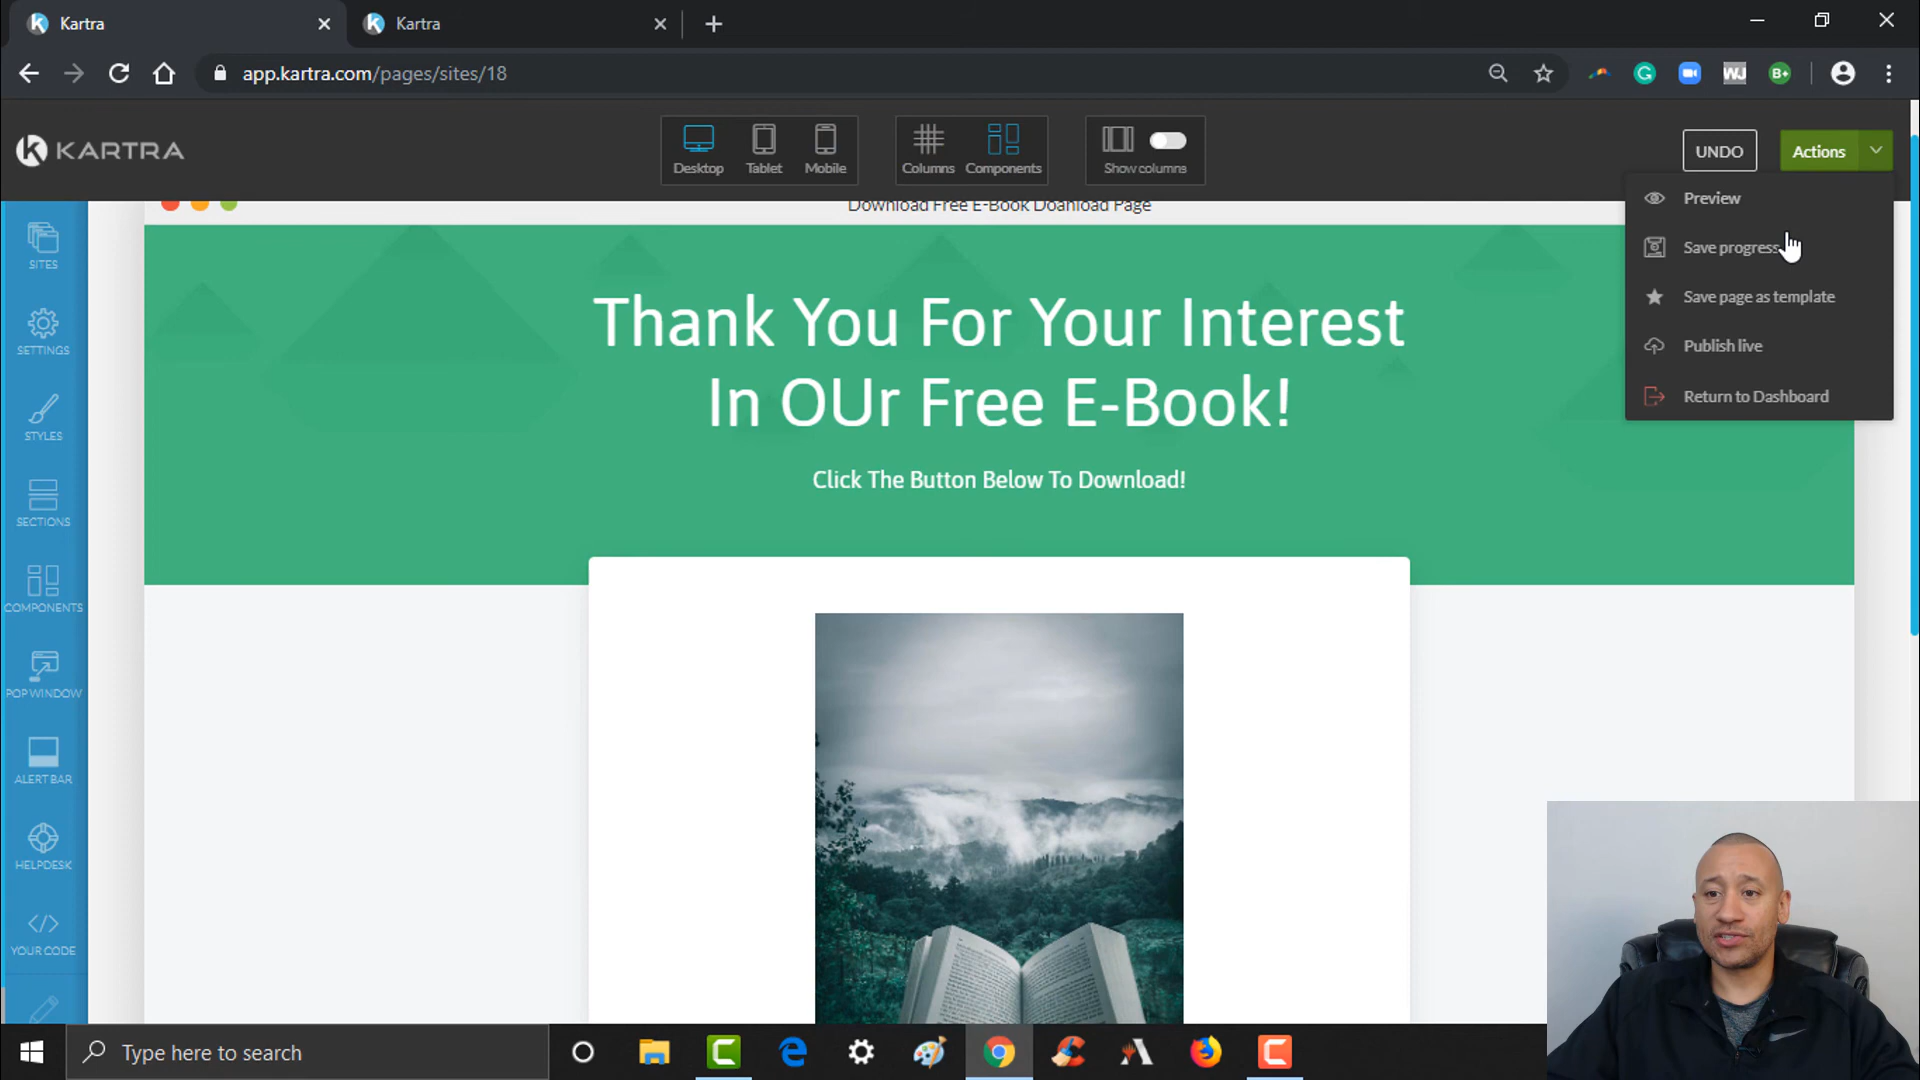 Kartra
Kartra
app.kartra.com/pages/sites/18
WJ
B+
KARTRA
Desktop
Tablet
Mobile
Columns
Components
Show columns
UNDO
Actions
Preview
Save progress
Save page as template
Publish live
Return to Dashboard
SITES
SETTINGS
STYLES
SECTIONS
COMPONENTS
POP WINDOW
ALERT BAR
HELPDESK
YOUR CODE
Download Free E-Book Doanload Page
Thank You For Your Interest
In OUr Free E-Book!
Click The Button Below To Download!
Type here to search